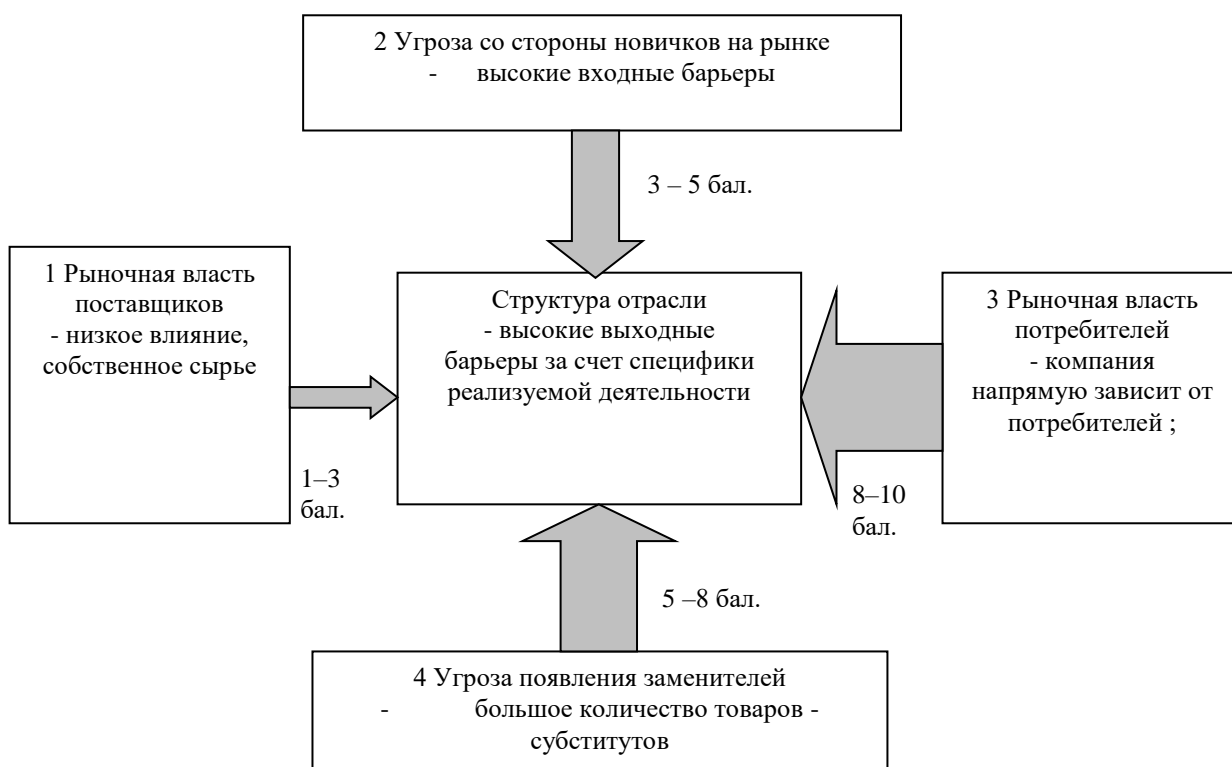 2 Угроза со стороны новичков на рынке
- высокие входные барьеры
3 – 5 бал.
1 Рыночная власть
поставщиков
- низкое влияние,
собственное сырье
1–3
бал.
Структура отрасли
- высокие выходные
барьеры за счет специфики
реализуемой деятельности
3 Рыночная власть
потребителей
- компания
напрямую зависит от
потребителей ;
8–10
бал.
5 –8 бал.
4 Угроза появления заменителей
- большое количество товаров -
субститутов